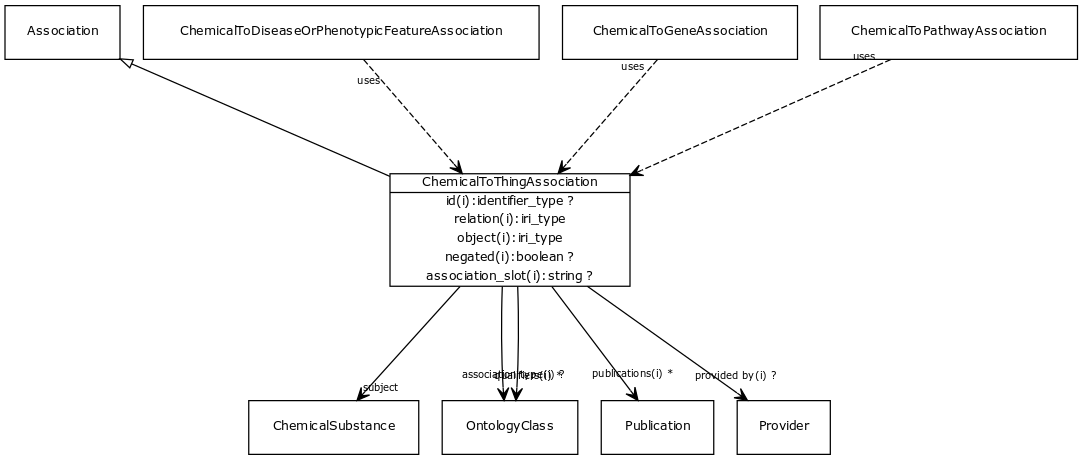 Association
ChemicalToDiseaseOrPhenotypicFeatureAssociation
ChemicalToGeneAssociation
ChemicalToPathwayAssociation
uses
uses
uses
ChemicalToThingAssociation
id(i):identifier_type ?
relation(i):iri_type
object(i):iri_type
negated(i):boolean ?
association_slot(i):string ?
subject
association type(i) ?
qualifiers(i) *
publications(i) *
provided by(i) ?
ChemicalSubstance
OntologyClass
Publication
Provider